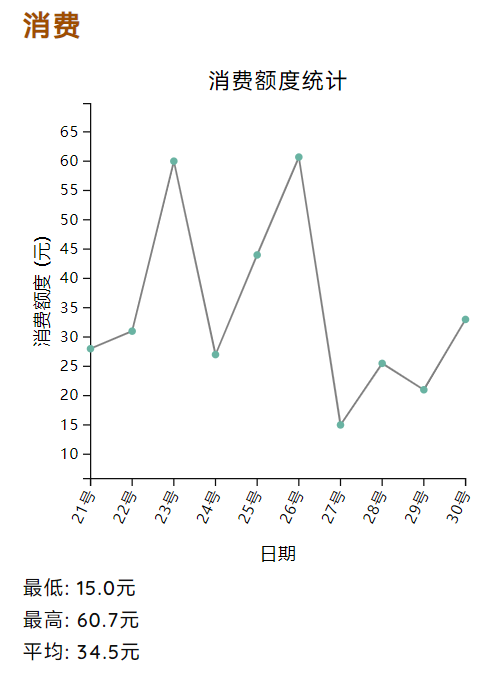 消费
消费额度统计
65
60
55
50
45
40
35
30
25
20
15
10
消费额度 (元)
21号
22号
23号
24号
25号
26号
27号
28号
29号
30号
日期
最低: 15.0元
最高: 60.7元
平均: 34.5元